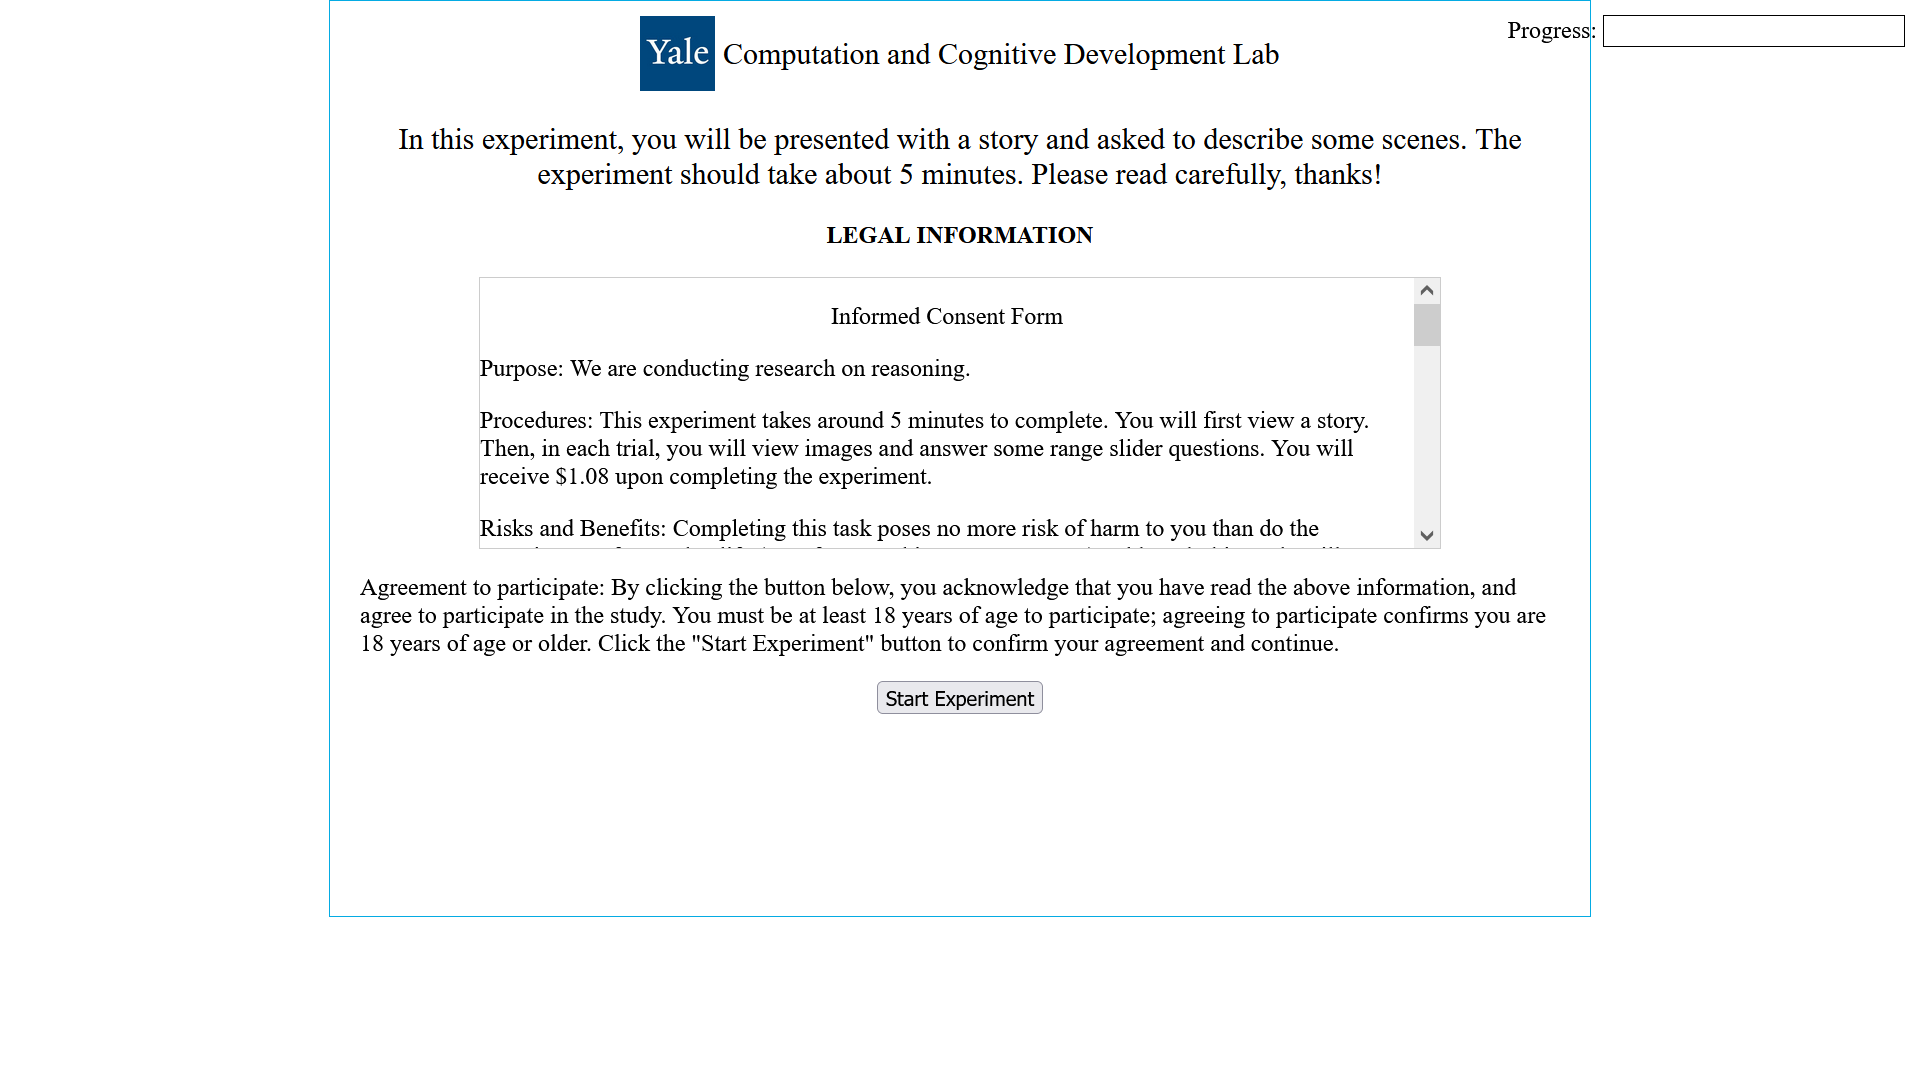 Yale Computation and Cognitive Development Lab
Progress:
In this experiment, you will be presented with a story and asked to describe some scenes. The
experiment should take about 5 minutes. Please read carefully, thanks!
LEGAL INFORMATION
Informed Consent Form
Purpose: We are conducting research on reasoning.
Procedures: This experiment takes around 5 minutes to complete. You will first view a story.
Then, in each trial, you will view images and answer some range slider questions. You will
receive $1.08 upon completing the experiment.
Risks and Benefits: Completing this task poses no more risk of harm to you than do the
Agreement to participate: By clicking the button below, you acknowledge that you have read the above information, and
agree to participate in the study. You must be at least 18 years of age to participate; agreeing to participate confirms you are
18 years of age or older. Click the "Start Experiment" button to confirm your agreement and continue.
Start Experiment